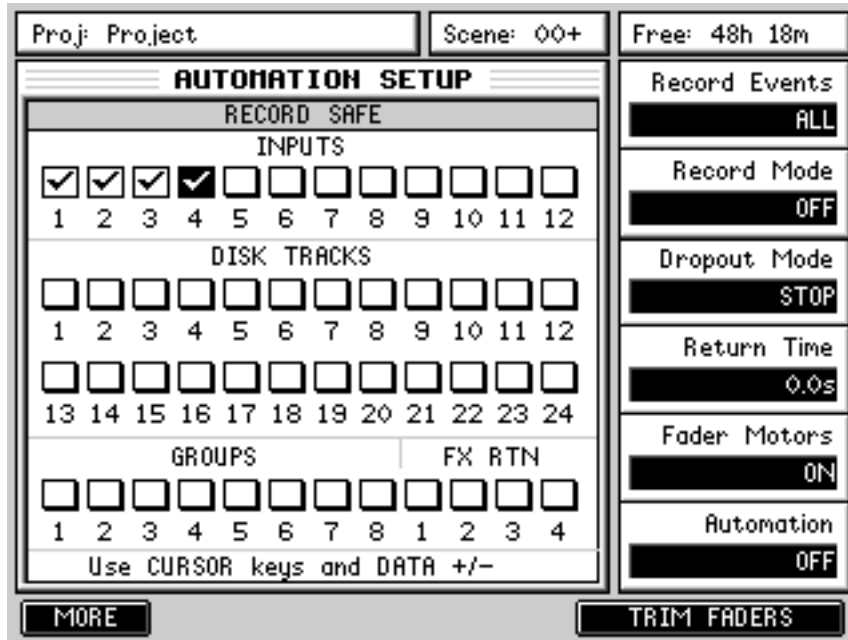 Proj: Project
Scene: 00+
Free: 48h 18m
AUTOMATION SETUP
RECORD SAFE
INPUTS
1 2 3 4 5 6 7 8 9 10 11 12
DISK TRACKS
1 2 3 4 5 6 7 8 9 10 11 12
13 14 15 16 17 18 19 20 21 22 23 24
GROUPS FX RTN
1 2 3 4 5 6 7 8 1 2 3 4
Use CURSOR keys and DATA +/-
Record Events
ALL
Record Mode
OFF
Dropout Mode
STOP
Return Time
0.0s
Fader Motors
ON
Automation
OFF
MORE
TRIM FADERS